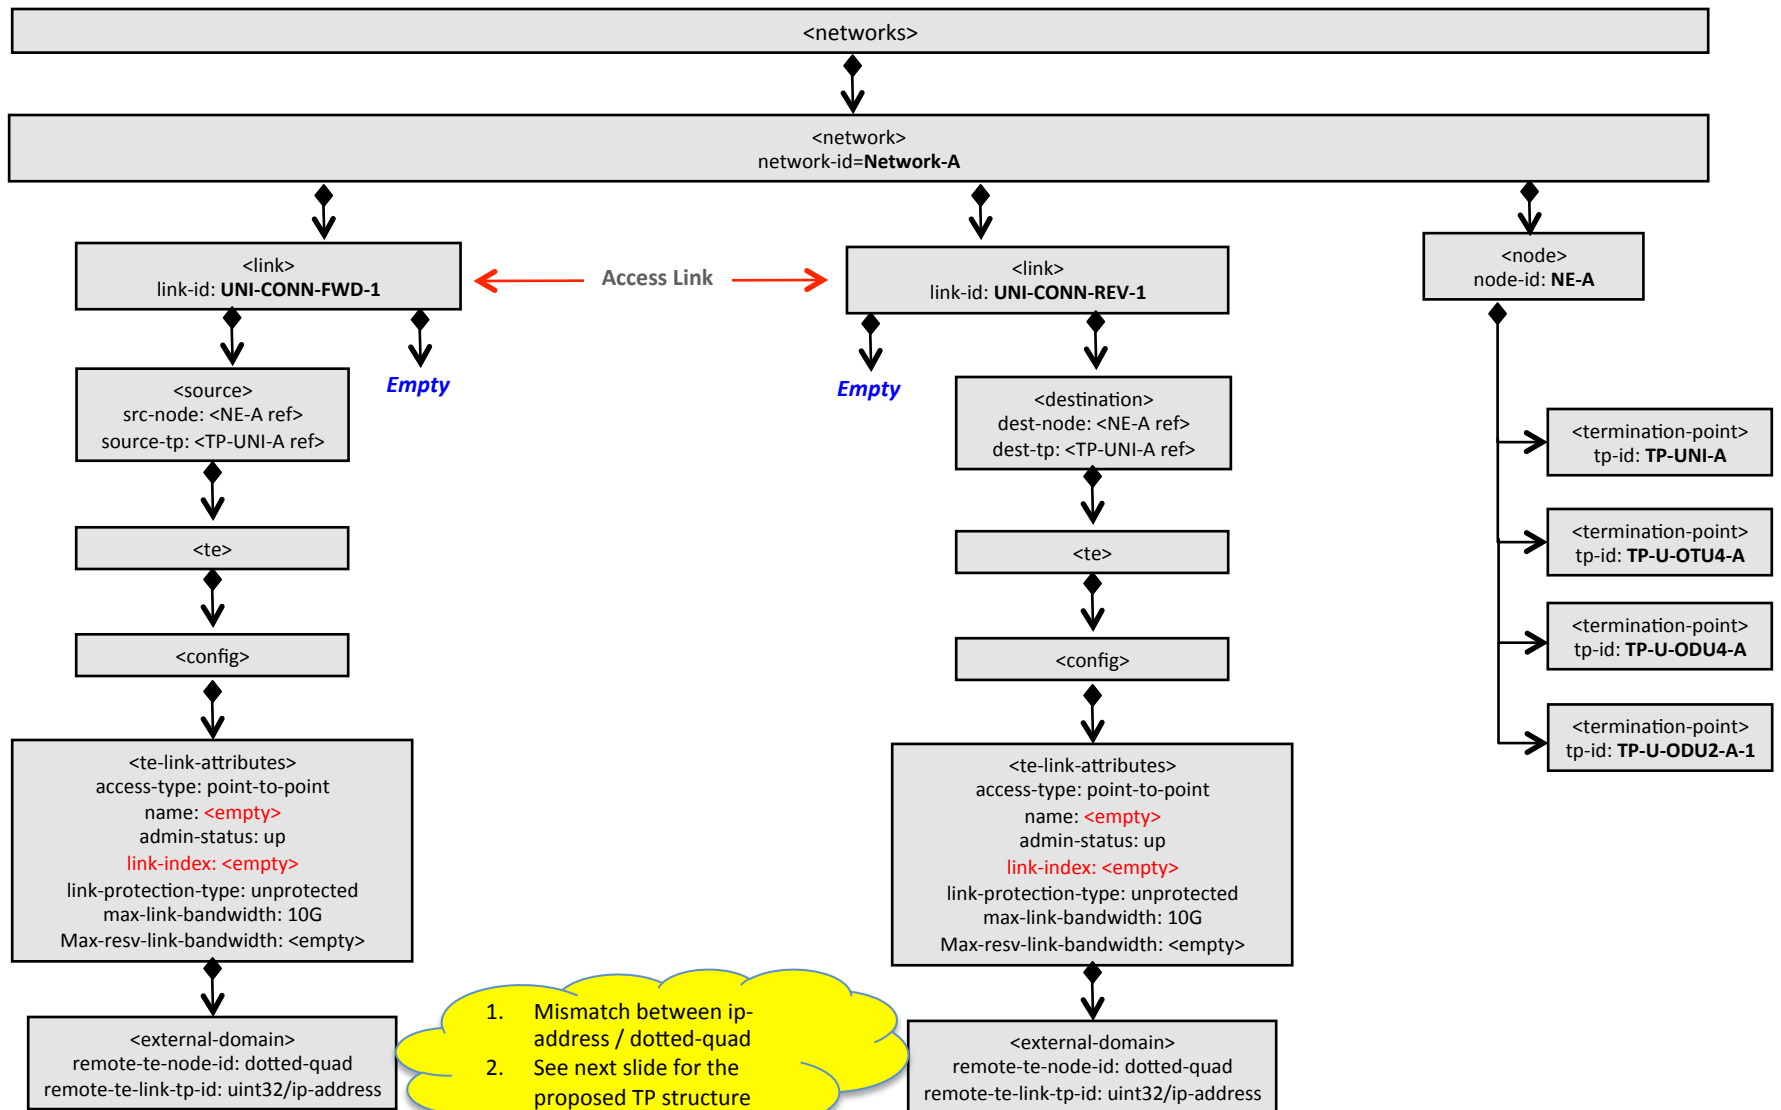 <networks>
<network>
network-id=Network-A
<link>
link-id: UNI-CONN-FWD-1
Access Link
<link>
link-id: UNI-CONN-REV-1
<node>
node-id: NE-A
<source>
src-node: <NE-A ref>
source-tp: <TP-UNI-A ref>
Empty
Empty
<destination>
dest-node: <NE-A ref>
dest-tp: <TP-UNI-A ref>
<termination-point>
tp-id: TP-UNI-A
<te>
<te>
<termination-point>
tp-id: TP-U-OTU4-A
<config>
<config>
<termination-point>
tp-id: TP-U-ODU4-A
<termination-point>
tp-id: TP-U-ODU2-A-1
<te-link-attributes>
access-type: point-to-point
name: <empty>
admin-status: up
link-index: <empty>
link-protection-type: unprotected
max-link-bandwidth: 10G
Max-resv-link-bandwidth: <empty>
<te-link-attributes>
access-type: point-to-point
name: <empty>
admin-status: up
link-index: <empty>
link-protection-type: unprotected
max-link-bandwidth: 10G
Max-resv-link-bandwidth: <empty>
<external-domain>
remote-te-node-id: dotted-quad
remote-te-link-tp-id: uint32/ip-address
1. Mismatch between ip-
address / dotted-quad
2. See next slide for the
proposed TP structure
<external-domain>
remote-te-node-id: dotted-quad
remote-te-link-tp-id: uint32/ip-address